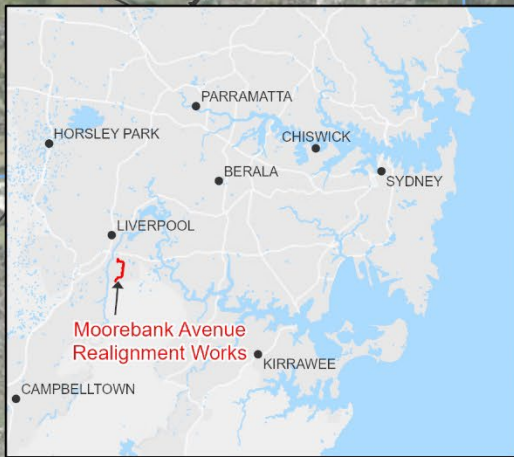 PARRAMATTA
HORSLEY PARK
CHISWICK
BERALA
SYDNEY
LIVERPOOL
Moorebank Avenue
Realignment Works
KIRRAWEE
CAMPBELLTOWN